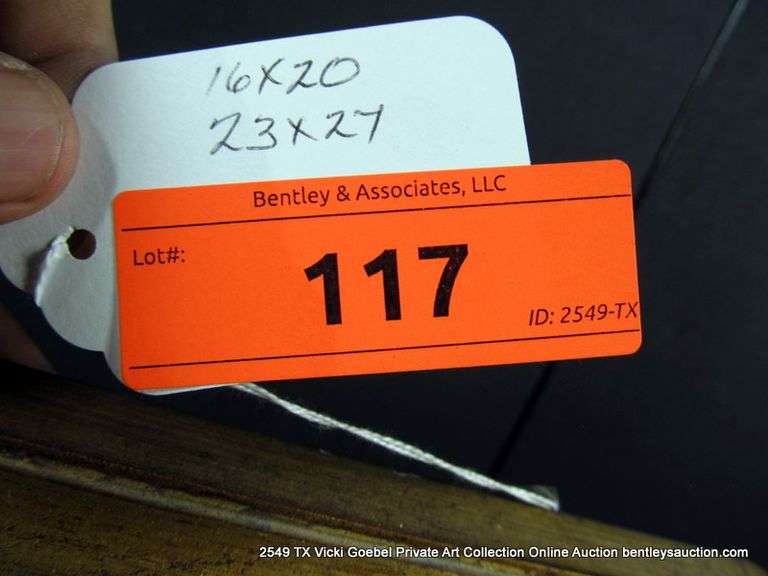 16X20
23X27
Bentley & Associates, LLC
Lot#:
117
ID: 2549-TX
2549 TX Vicki Goebel Private Art Collection Online Auction bentleysauction.com